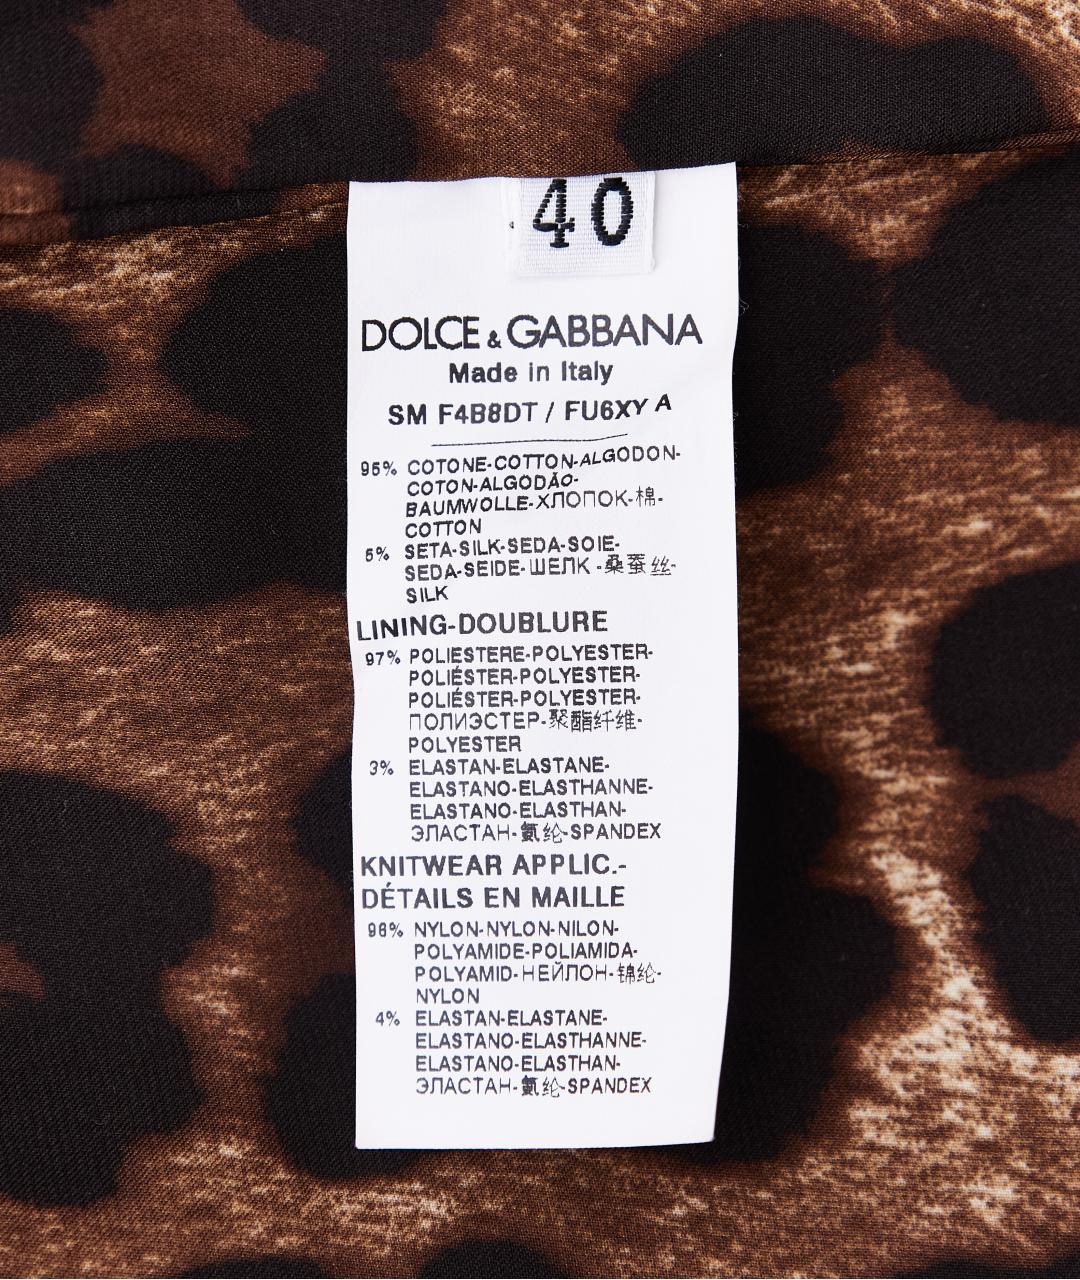 40
DOLCE & GABBANA
Made in Italy
SM F4B8DT / FU6XY A
95% COTONE-COTTON-ALGODON-
COTON-ALGODÃO-
BAUMWOLLE-ХЛОПОК-棉-
COTTON
5% SETA-SILK-SEDA-SOIE-
SEDA-SEIDE-ШЕЛК-桑蚕丝-
SILK
LINING-DOUBLURE
97% POLIESTERE-POLYESTER-
POLIÉSTER-POLYESTER-
POLIÉSTER-POLYESTER-
ПОЛИЭСТЕР-聚酯纤维-
POLYESTER
3% ELASTAN-ELASTANE-
ELASTANO-ELASTHANNE-
ELASTANO-ELASTHAN-
ЭЛАСТАН-氨纶-SPANDEX
KNITWEAR APPLIC.-
DÉTAILS EN MAILLE
96% NYLON-NYLON-NILON-
POLYAMIDE-POLIAMIDA-
POLYAMID-НЕЙЛОН-锦纶-
NYLON
4% ELASTAN-ELASTANE-
ELASTANO-ELASTHANNE-
ELASTANO-ELASTHAN-
ЭЛАСТАН-氨纶-SPANDEX